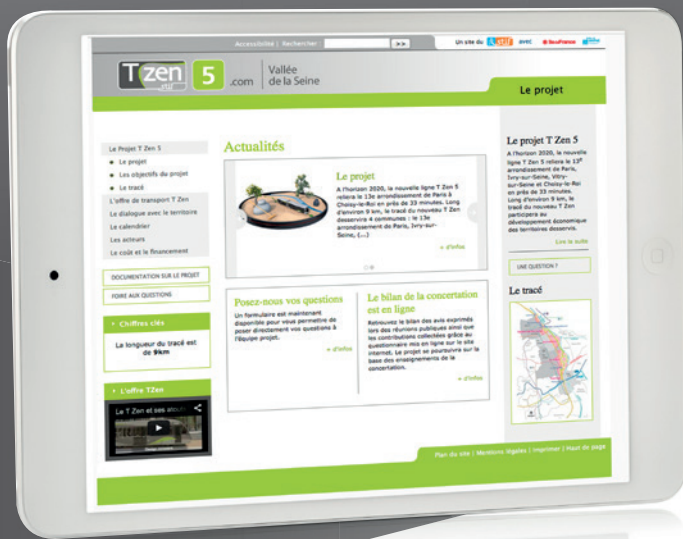 Accessibilité | Rechercher : >> Un site du stif avec îledeFrance
T zen 5 .com Vallée
stif de la Seine
Le projet
Le Projet T Zen 5
Le projet
Les objectifs du projet
Le tracé
L'offre de transport T Zen
Le dialogue avec le territoire
Le calendrier
Les acteurs
Le coût et le financement
DOCUMENTATION SUR LE PROJET
FOIRE AUX QUESTIONS
Chiffres clés
La longueur du tracé est
de 9km
L'offre TZen
Le T Zen et ses atouts
Actualités
Le projet
A l'horizon 2020, la nouvelle ligne T Zen 5
reliera le 13e arrondissement de Paris à
Choisy-le-Roi en près de 33 minutes. Long
d'environ 9 km, le tracé du nouveau T Zen
desservira 4 communes : le 13e
arrondissement de Paris, Ivry-sur-
Seine, (...)
+ d'infos
Posez-nous vos questions
Un formulaire est maintenant
disponible pour vous permettre de
poser directement vos questions à
l'équipe projet.
+ d'infos
Le bilan de la concertation
est en ligne
Retrouvez le bilan des avis exprimés
lors des réunions publiques ainsi que
les contributions collectées grâce au
questionnaire mis en ligne sur le site
internet. Le projet se poursuivra sur la
base des enseignements de la
concertation.
+ d'infos
Le projet T Zen 5
A l'horizon 2020, la nouvelle
ligne T Zen 5 reliera le 13e
arrondissement de Paris,
Ivry-sur-Seine, Vitry-
sur-Seine et Choisy-le-Roi
en près de 33 minutes.
Long d'environ 9 km, le
tracé du nouveau T Zen
participera au
développement économique
des territoires desservis.
Lire la suite
UNE QUESTION ?
Le tracé
Plan du site | Mentions légales | Imprimer | Haut de page